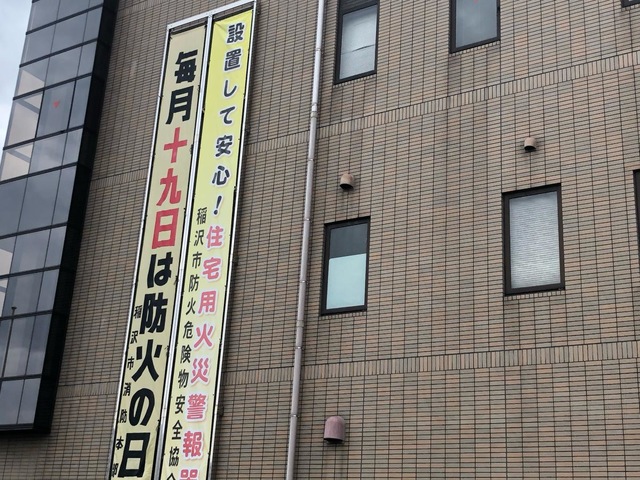 設置して安心!住宅用火災警報器
稲沢市防火危険物安全協会
毎月十九日は防火の日
稲沢市消防本部